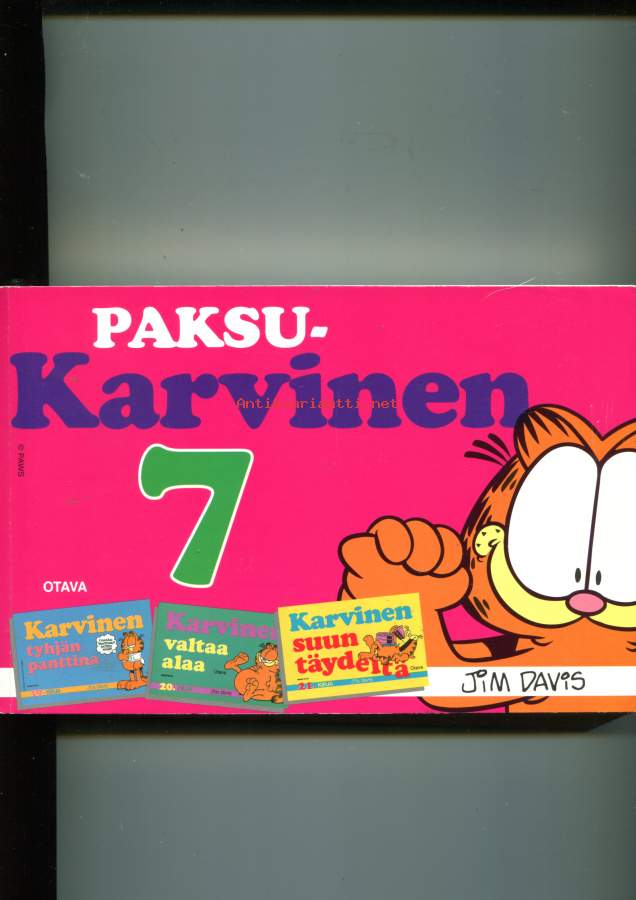 PAKSU-
Karvinen
Antikvariaatti.net
7
© PAWS
OTAVA
Karvinen
tyhjän
panttina
Karvinen
valtaa
alaa
Otava
20.
Karvinen
suun
täydeltä
Otava
JIM DAVIS